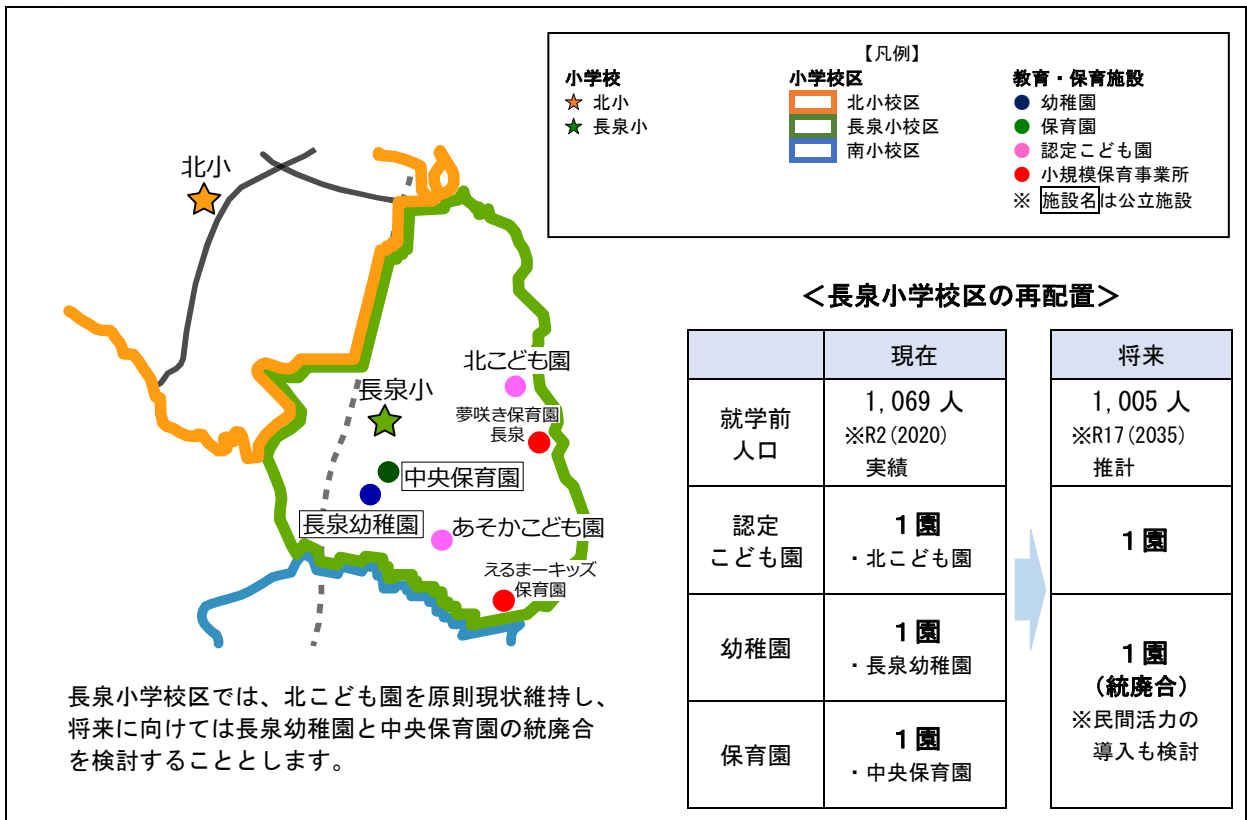 【凡例】
小学校
北小
長泉小
小学校区
北小校区
長泉小校区
南小校区
教育・保育施設
幼稚園
保育園
認定こども園
小規模保育事業所
※ 施設名は公立施設
北小
長泉小
北こども園
夢咲き保育園
長泉
中央保育園
長泉幼稚園
あそかこども園
えるまーキッズ
保育園
長泉小学校区では、北こども園を原則現状維持し、
将来に向けては長泉幼稚園と中央保育園の統廃合
を検討することとします。
＜長泉小学校区の再配置＞
現在
将来
就学前
人口
1,069 人
※R2(2020)
実績
1,005 人
※R17(2035)
推計
認定
こども園
１園
・北こども園
１園
幼稚園
１園
・長泉幼稚園
保育園
１園
・中央保育園
１園
（統廃合）
※民間活力の
導入も検討